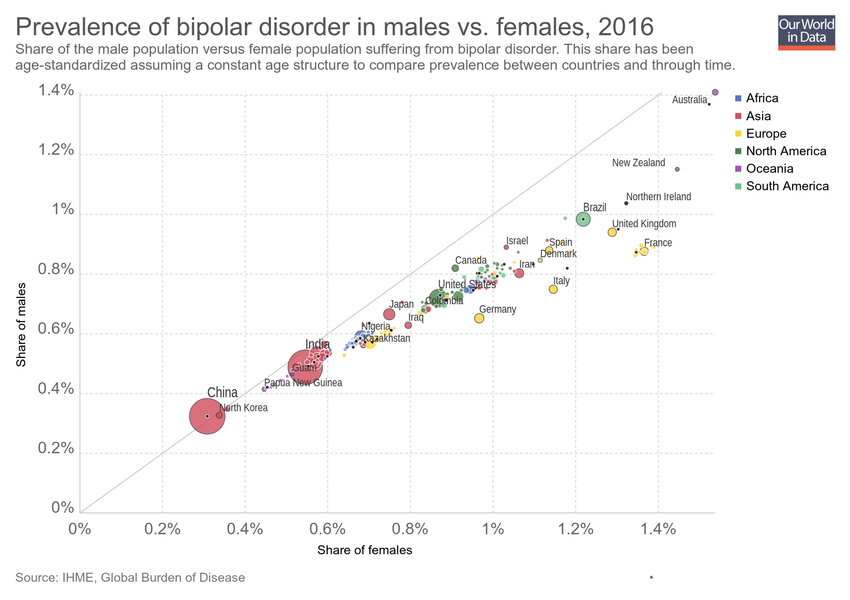 Prevalence of bipolar disorder in males vs. females, 2016
Our World
in Data
Share of the male population versus female population suffering from bipolar disorder. This share has been
age-standardized assuming a constant age structure to compare prevalence between countries and through time.
1.4%
1.2%
1%
0.8%
0.6%
0.4%
0.2%
0%
Share of males
Australia
New Zealand
Northern Ireland
Brazil
United Kingdom
Israel
Spain
France
Denmark
Canada
Iran
Italy
United States
Colombia
Japan
Germany
Iraq
Nigeria
Kazakhstan
India
Guam
Papua New Guinea
China
North Korea
0%
0.2%
0.4%
0.6%
0.8%
1%
1.2%
1.4%
Share of females
Africa
Asia
Europe
North America
Oceania
South America
Source: IHME, Global Burden of Disease